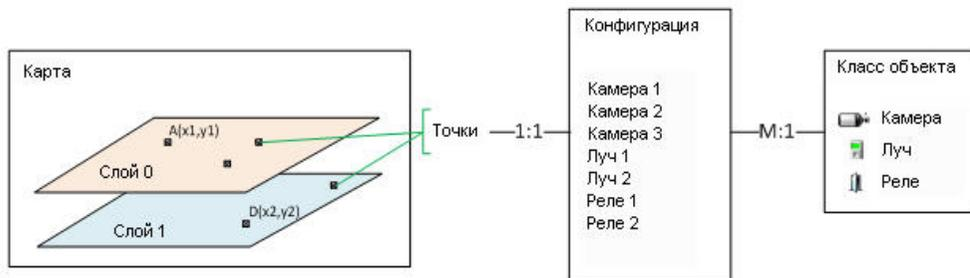 Карта
A(x1,y1)
Слой 0
D(x2,y2)
Слой 1
Точки
1:1
Конфигурация
Камера 1
Камера 2
Камера 3
Луч 1
Луч 2
Реле 1
Реле 2
M:1
Класс объекта
Камера
Луч
Реле